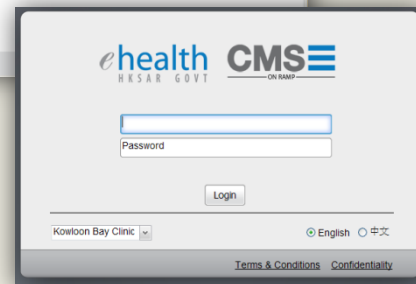 ehealth CMS
HKSAR GOVT ON RAMP
Password
Login
Kowloon Bay Clinic English 中文
Terms & Conditions Confidentiality